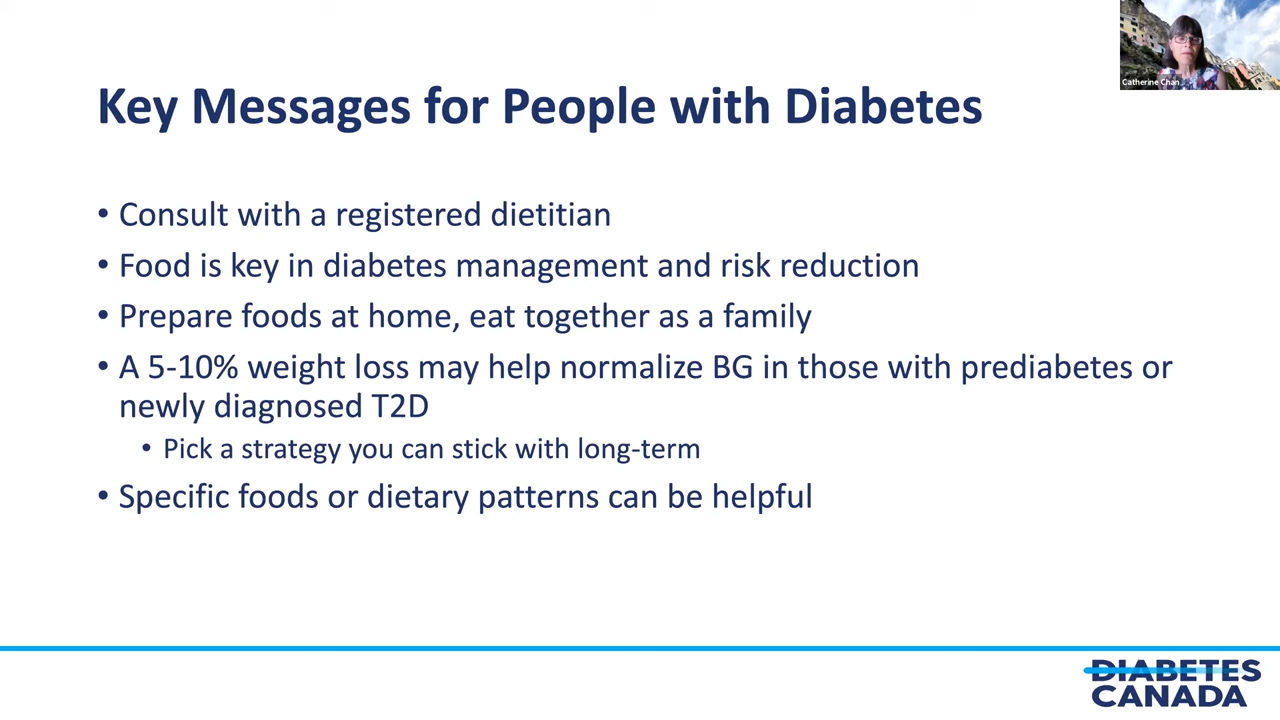 Catherine Chan
Key Messages for People with Diabetes
• Consult with a registered dietitian
• Food is key in diabetes management and risk reduction
• Prepare foods at home, eat together as a family
• A 5-10% weight loss may help normalize BG in those with prediabetes or
newly diagnosed T2D
• Pick a strategy you can stick with long-term
• Specific foods or dietary patterns can be helpful
DIABETES
CANADA